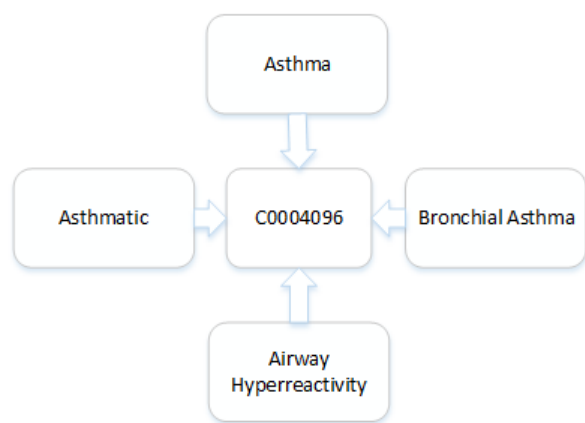 Asthma
Asthmatic
C0004096
Bronchial Asthma
Airway
Hyperreactivity